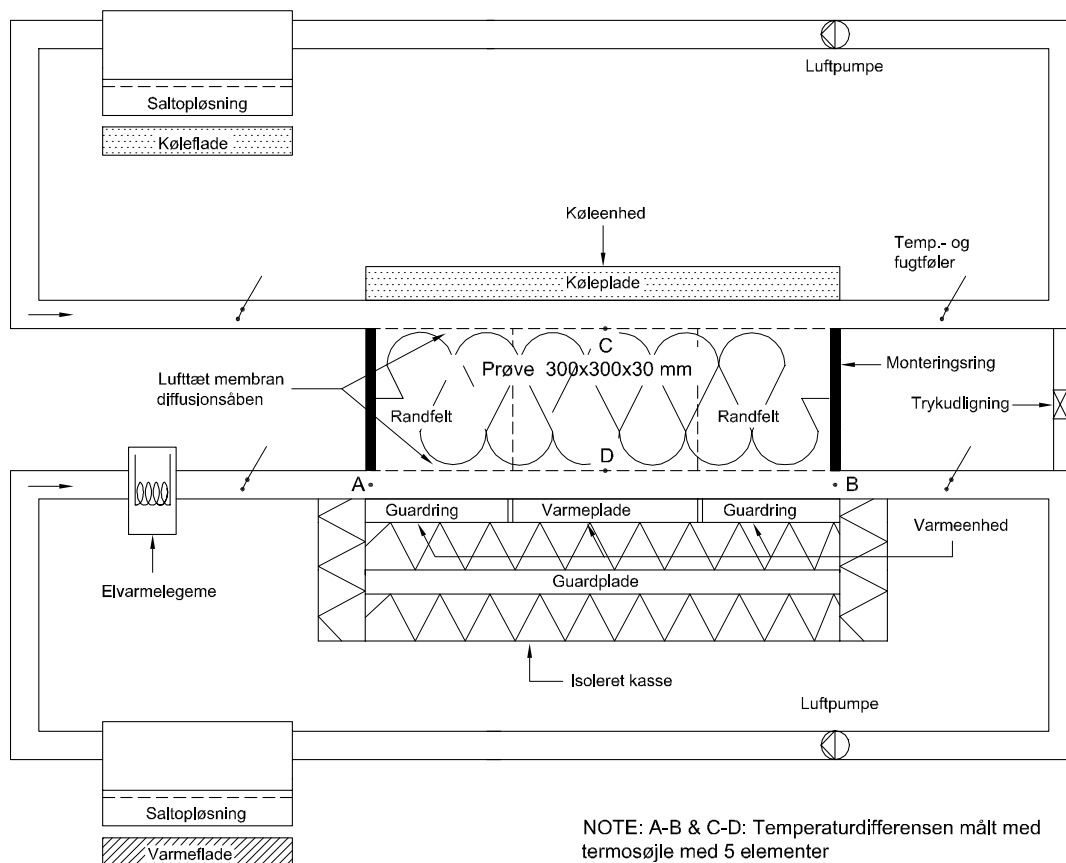 Luftpumpe
Saltopløsning
Køleflade
Køleenhed
Temp.- og
fugtføler
Køleplade
C
Prøve 300x300x30 mm
Monteringsring
Lufttæt membran
diffusionsåben
Randfelt
Randfelt
Trykudligning
D
A
B
Guardring
Varmeplade
Guardring
Varmeenhed
Guardplade
Elvarmelegeme
Isoleret kasse
Luftpumpe
Saltopløsning
Varmeflade
NOTE: A-B & C-D: Temperaturdifferensen målt med
termosøjle med 5 elementer